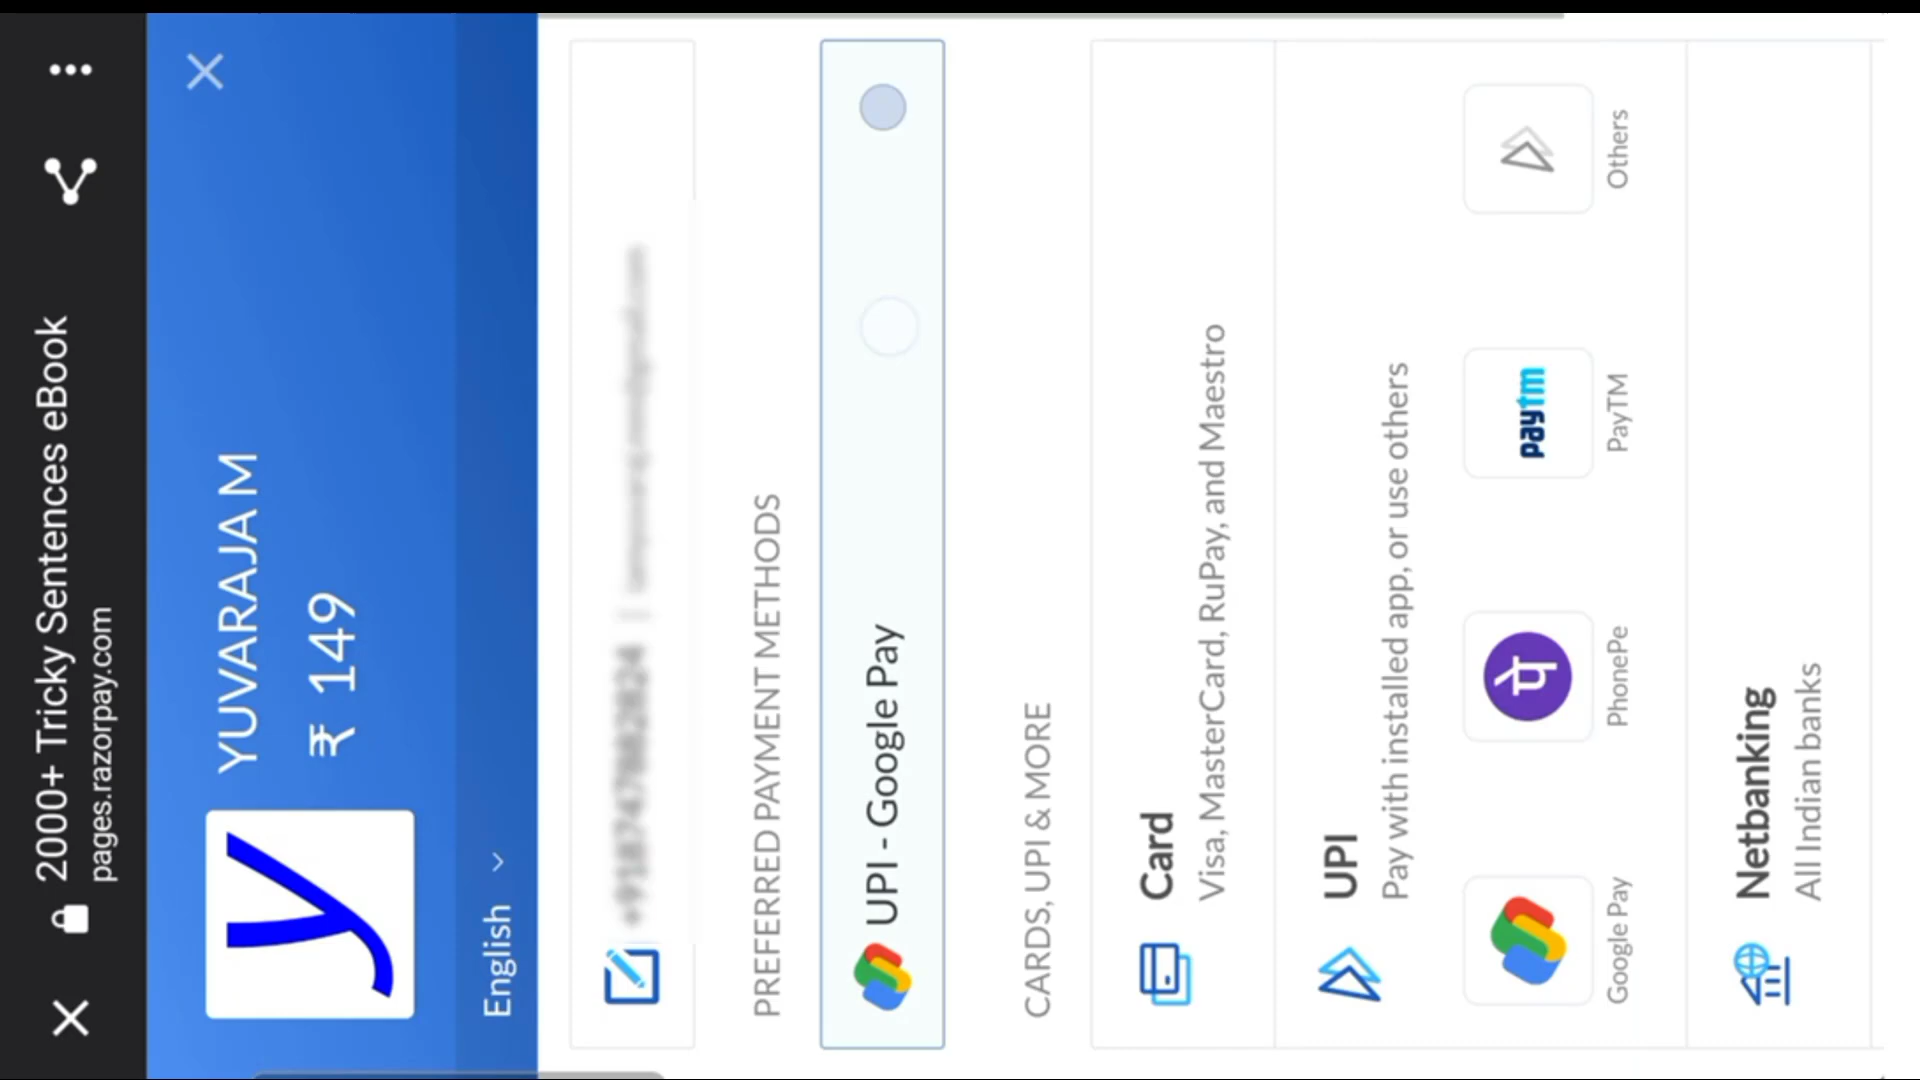 2000+ Tricky Sentences eBook
pages.razorpay.com
y
YUVARAJA M
₹ 149
English
PREFERRED PAYMENT METHODS
UPI - Google Pay
CARDS, UPI & MORE
Card
Visa, MasterCard, RuPay, and Maestro
UPI
Pay with installed app, or use others
paytm
Google Pay
PhonePe
PayTM
Others
Netbanking
All Indian banks